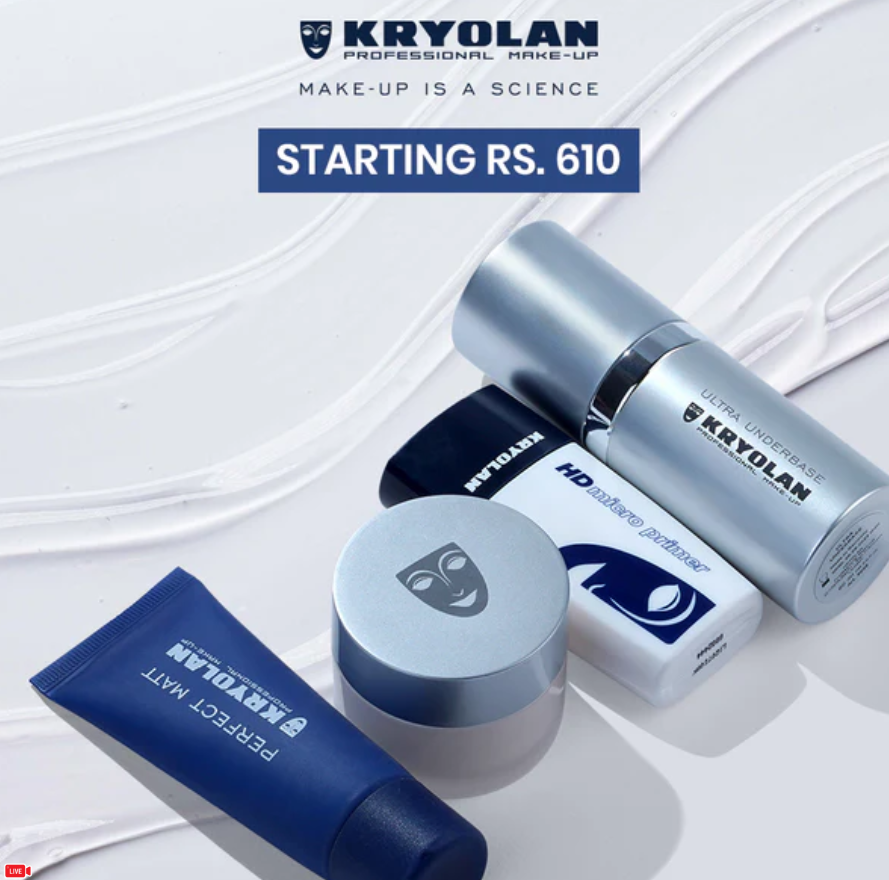 KRYOLAN
PROFESSIONAL MAKE-UP
MAKE-UP IS A SCIENCE
STARTING RS. 610
ULTRA UNDERBASE
KRYOLAN
PROFESSIONAL MAKE-UP
KRYOLAN
HD micro primer
PERFECT MATT
KRYOLAN
PROFESSIONAL MAKE-UP
LIVE